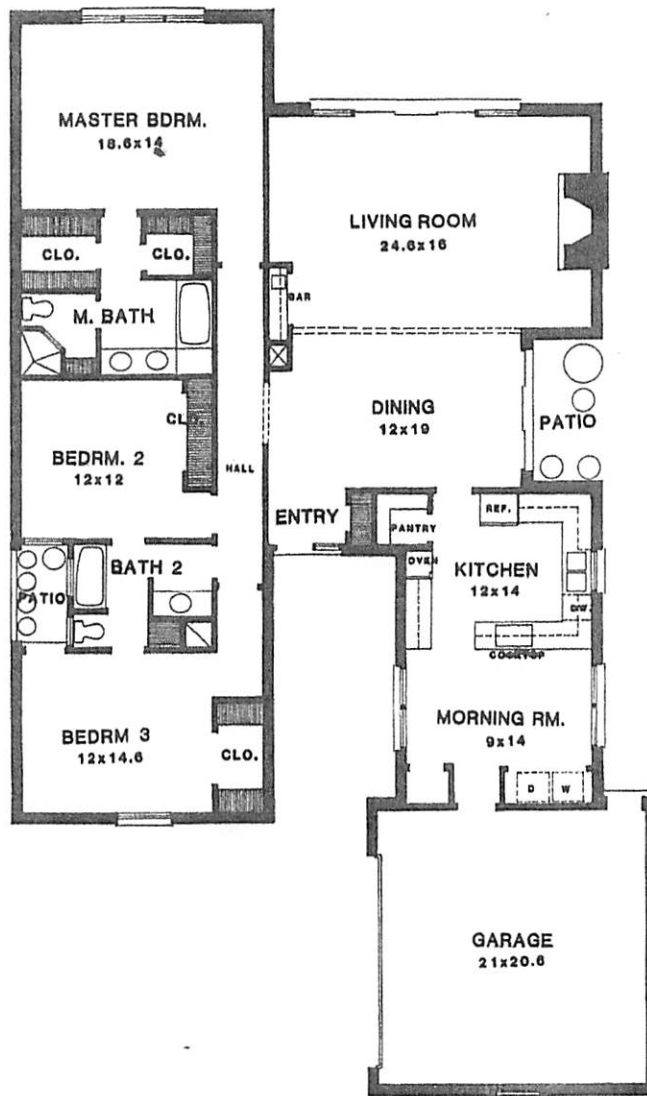 MASTER BDRM.
18.6x14
LIVING ROOM
24.6x16
CLO.
CLO.
BAR
M. BATH
DINING
12x19
PATIO
CLO.
BEDRM. 2
12x12
HALL
ENTRY
PANTRY
REF.
BATH 2
PATIO
OVEN
KITCHEN
12x14
D/W.
COOKTOP
BEDRM 3
12x14.6
CLO.
MORNING RM.
9x14
D
W
GARAGE
21x20.6